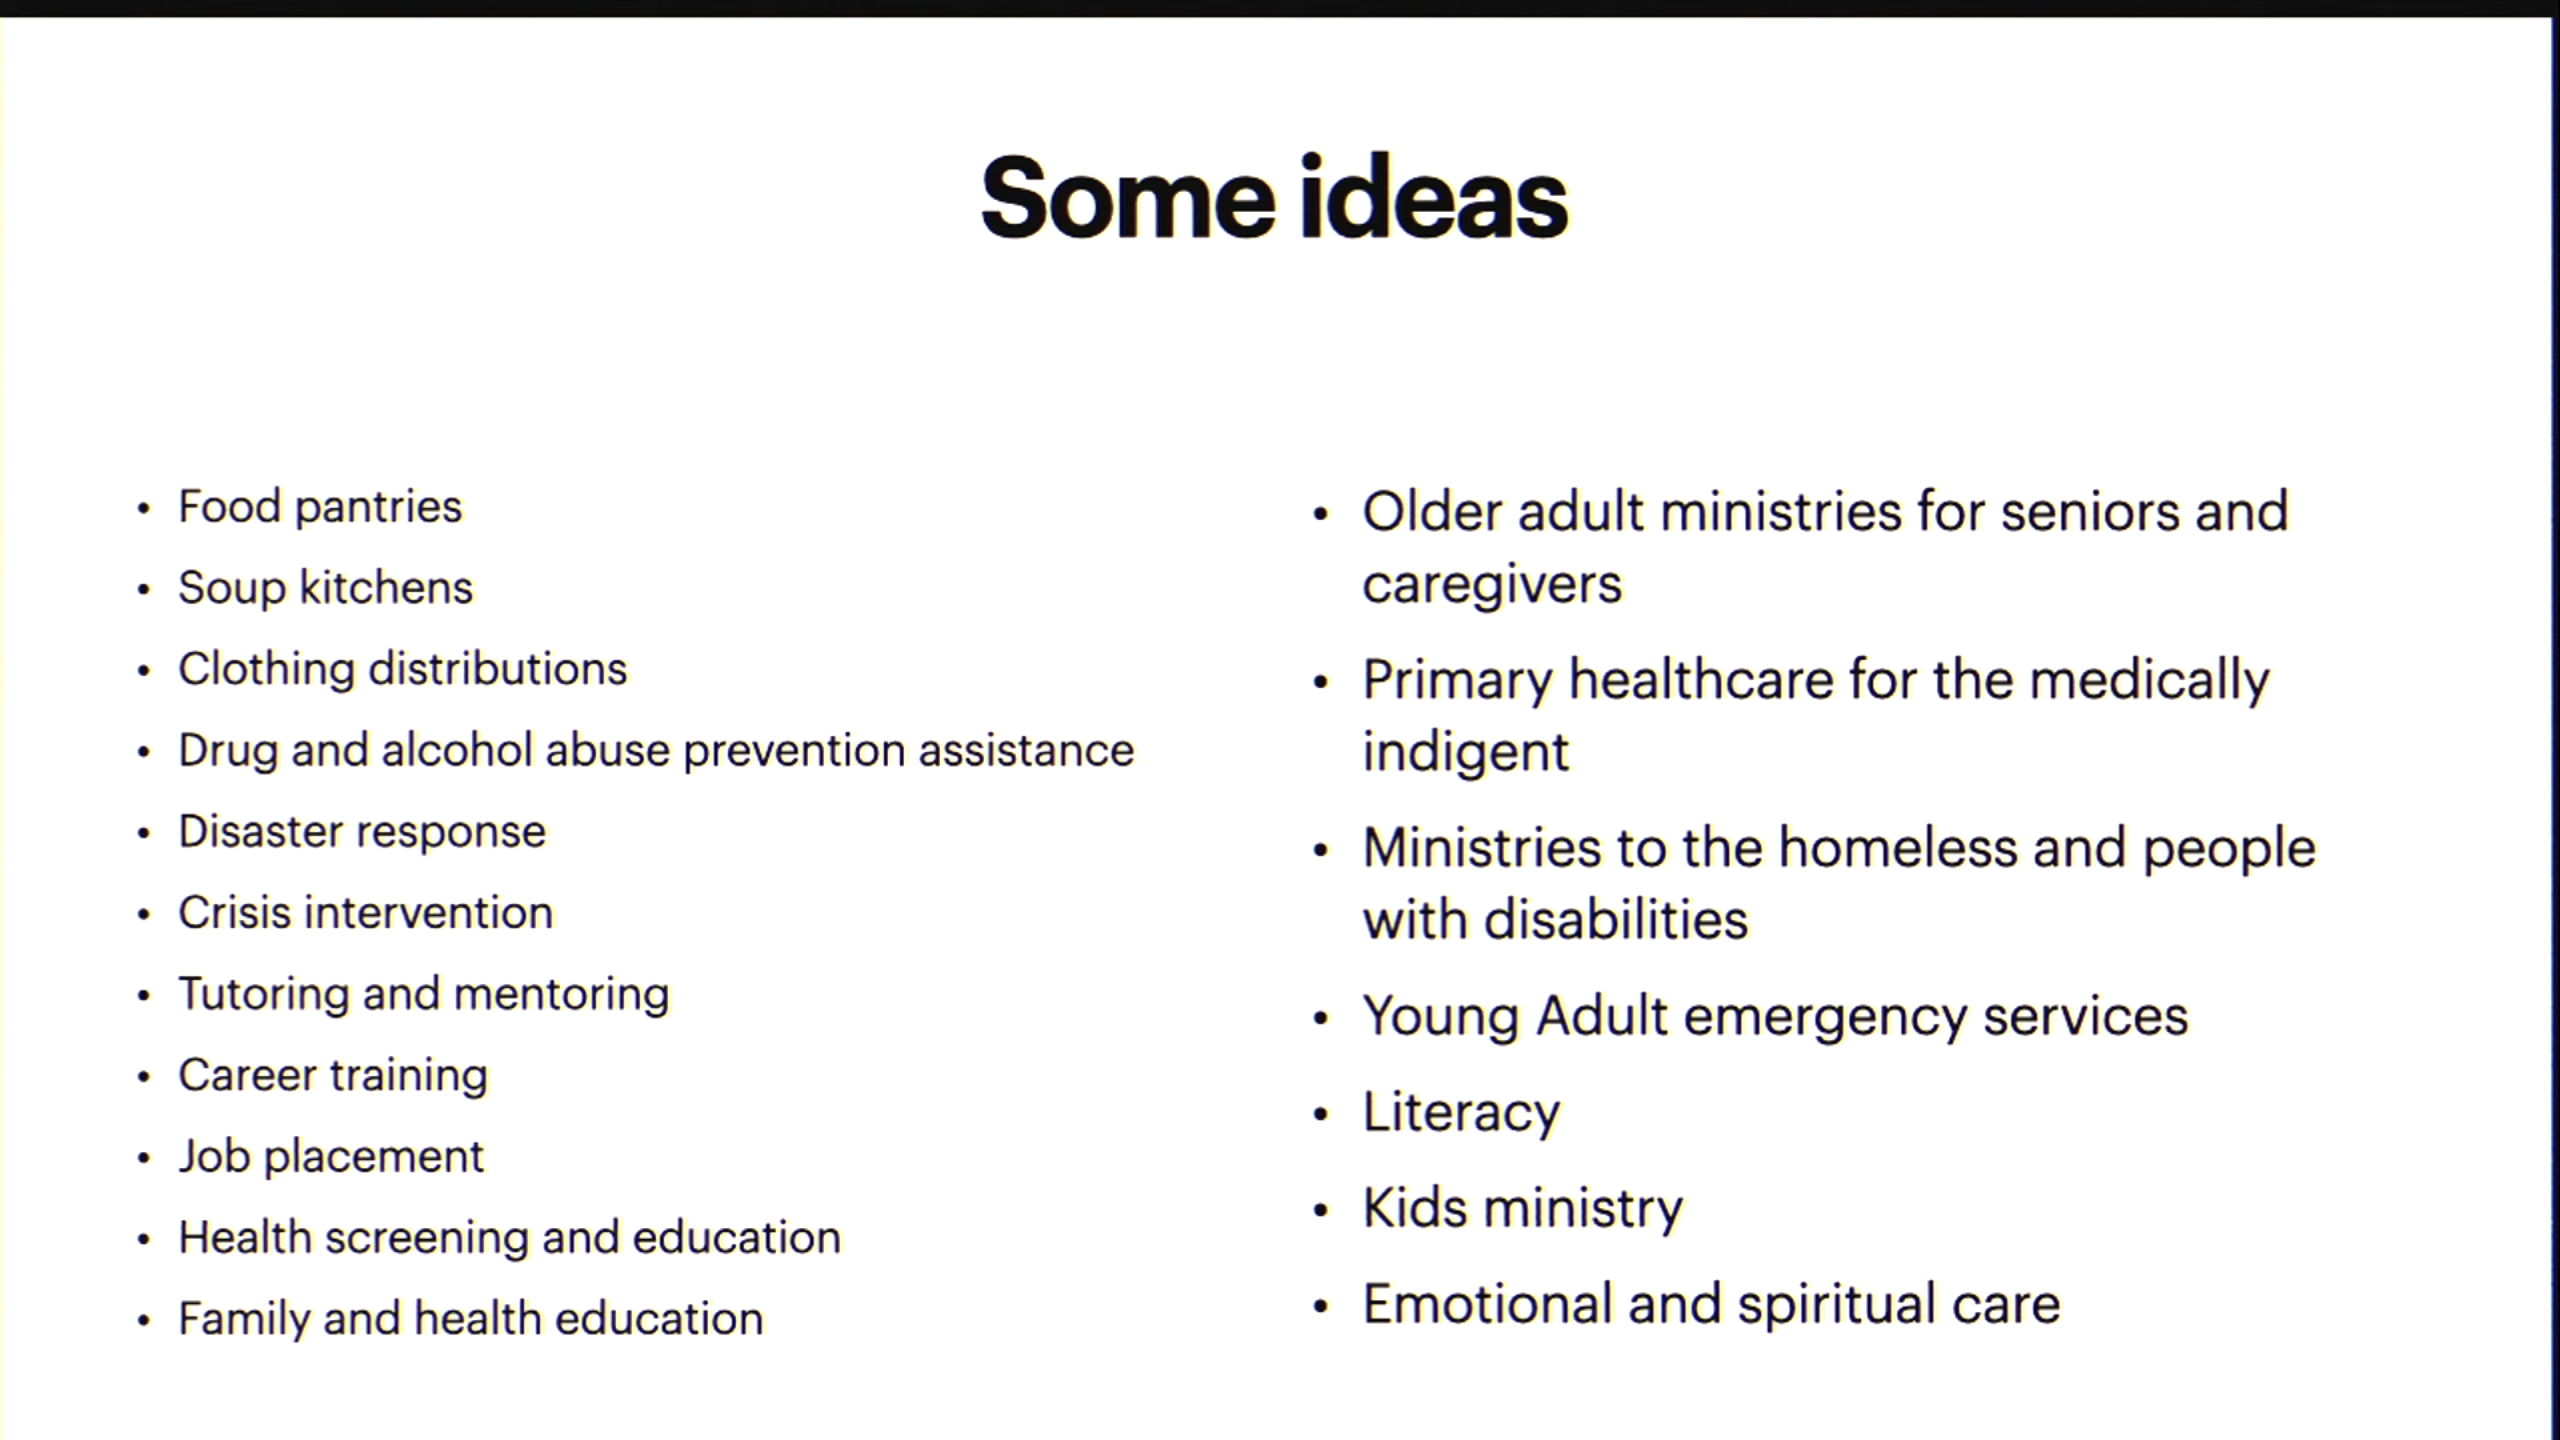 Some ideas
• Food pantries
• Soup kitchens
• Clothing distributions
• Drug and alcohol abuse prevention assistance
• Disaster response
• Crisis intervention
• Tutoring and mentoring
• Career training
• Job placement
• Health screening and education
• Family and health education
• Older adult ministries for seniors and
caregivers
• Primary healthcare for the medically
indigent
• Ministries to the homeless and people
with disabilities
• Young Adult emergency services
• Literacy
• Kids ministry
• Emotional and spiritual care